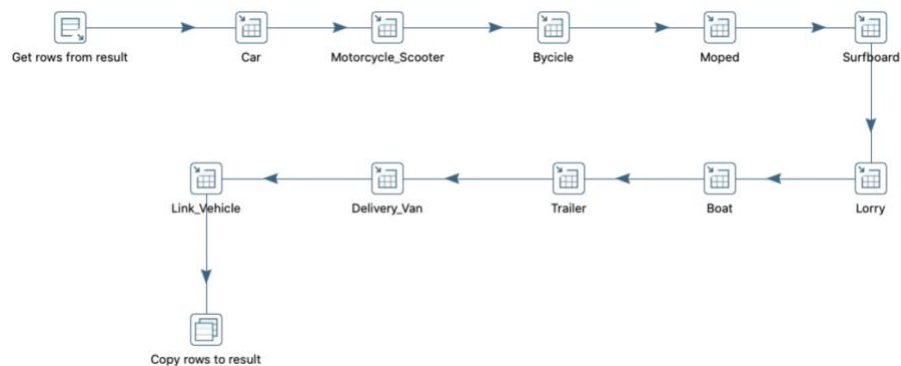 Get rows from result
Car
Motorcycle_Scooter
Bycicle
Moped
Surfboard
Link_Vehicle
Delivery_Van
Trailer
Boat
Lorry
Copy rows to result